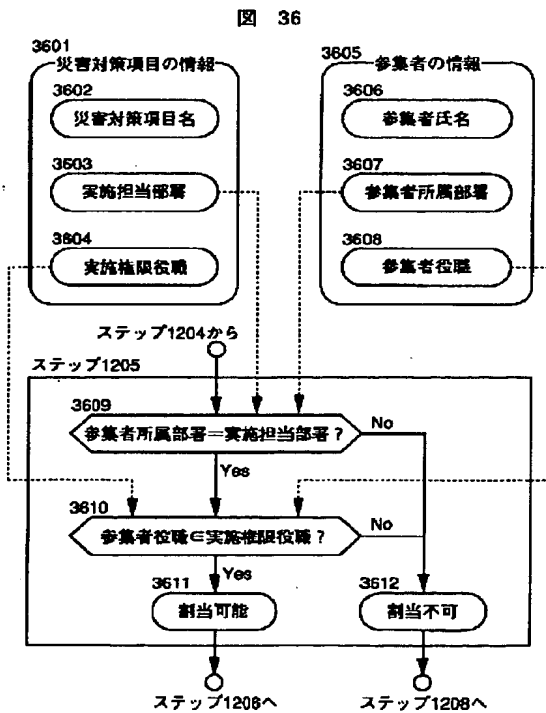 図 36
3601
災害対策項目の情報
3602
災害対策項目名
3603
実施担当部署
3604
実施権限役職
3605
参集者の情報
3606
参集者氏名
3607
参集者所属部署
3608
参集者役職
ステップ1204から
ステップ1205
3609
参集者所属部署=実施担当部署?
No
Yes
3610
参集者役職∈実施権限役職?
No
Yes
3611
割当可能
3612
割当不可
ステップ1206へ
ステップ1208へ